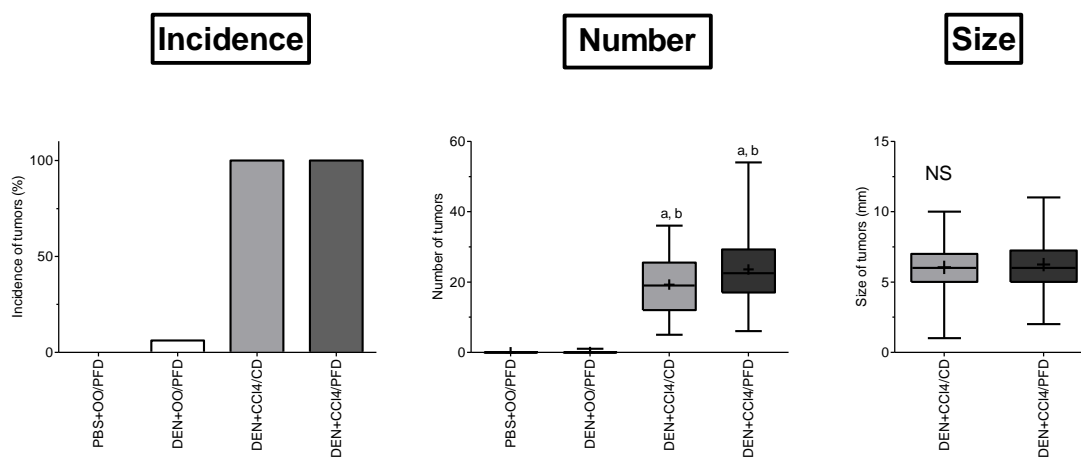 Incidence
Number
Size
Incidence of tumors (%)
100
50
0
PBS+OO/PFD
DEN+OO/PFD
DEN+CCl4/CD
DEN+CCl4/PFD
Number of tumors
60
40
20
0
a, b
a, b
PBS+OO/PFD
DEN+OO/PFD
DEN+CCl4/CD
DEN+CCl4/PFD
Size of tumors (mm)
15
10
5
0
NS
DEN+CCl4/CD
DEN+CCl4/PFD